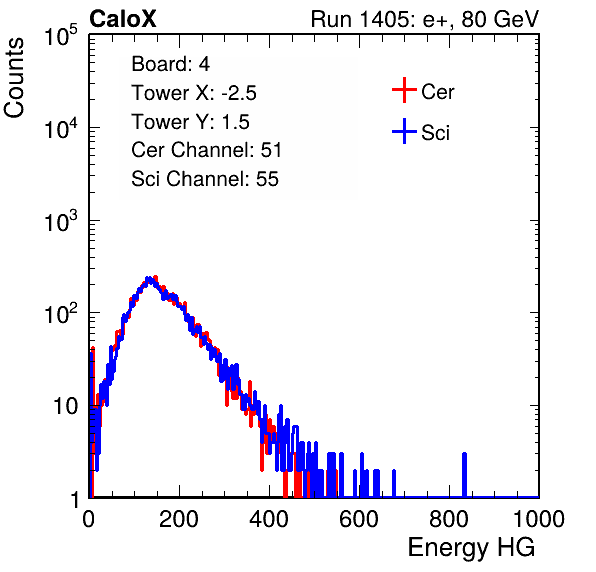 CaloX Run 1405: e+, 80 GeV
Counts
10^5
10^4
10^3
10^2
10
1
Board: 4
Tower X: -2.5
Tower Y: 1.5
Cer Channel: 51
Sci Channel: 55
Cer
Sci
0 200 400 600 800 1000
Energy HG